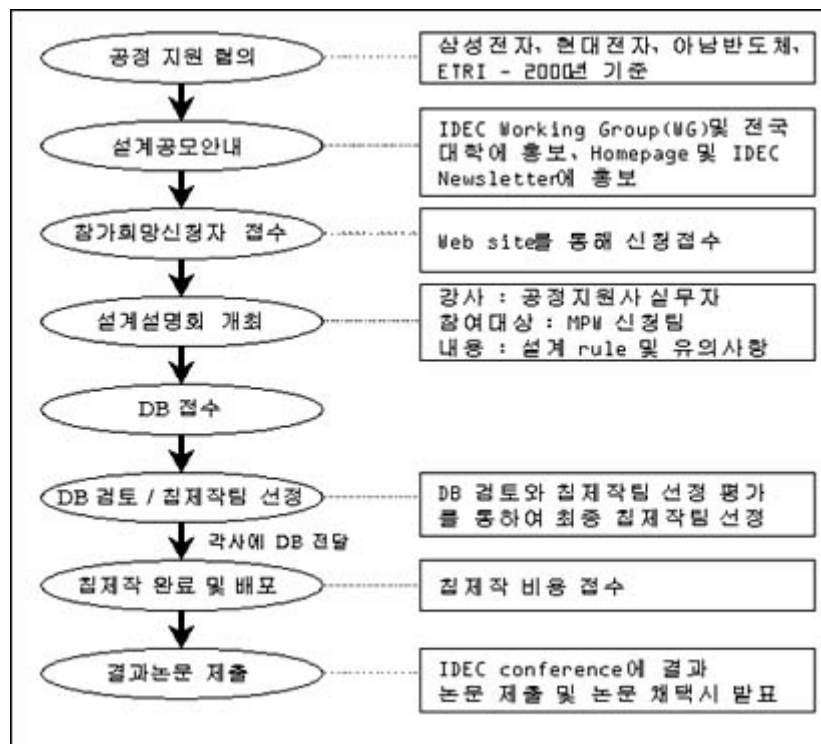 공정 지원 협의
삼성전자, 현대전자, 아남반도체,
ETRI - 2000년 기준
설계공모안내
IDEC Working Group(WG)및 전국
대학에 홍보, Homepage 및 IDEC
Newsletter에 홍보
참가희망신청자 접수
Web site를 통해 신청접수
설계설명회 개최
강사 : 공정지원사 실무자
참여대상 : MPW 신청팀
내용 : 설계 rule 및 유의사항
DB 접수
DB 검토 / 칩제작팀 선정
DB 검토와 칩제작팀 선정 평가
를 통하여 최종 칩제작팀 선정
각사에 DB 전달
칩제작 완료 및 배포
칩제작 비용 접수
결과논문 제출
IDEC conference에 결과
논문 제출 및 논문 채택시 발표